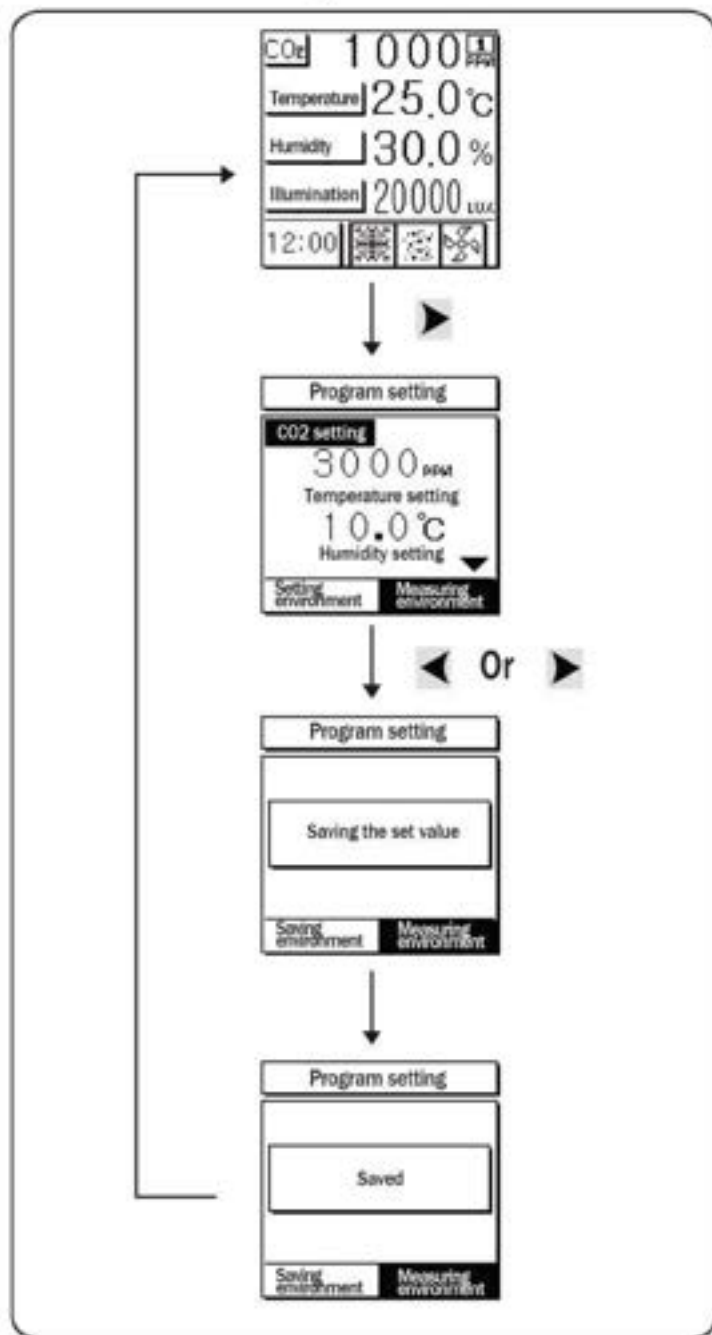 CO2 1000 1 PPM
Temperature 25.0℃
Humidity 30.0 %
Illumination 20000 LUX
12:00
Program setting
CO2 setting
3000 PPM
Temperature setting
10.0℃
Humidity setting
Setting environment
Measuring environment
Or
Program setting
Saving the set value
Saving environment
Measuring environment
Program setting
Saved
Saving environment
Measuring environment